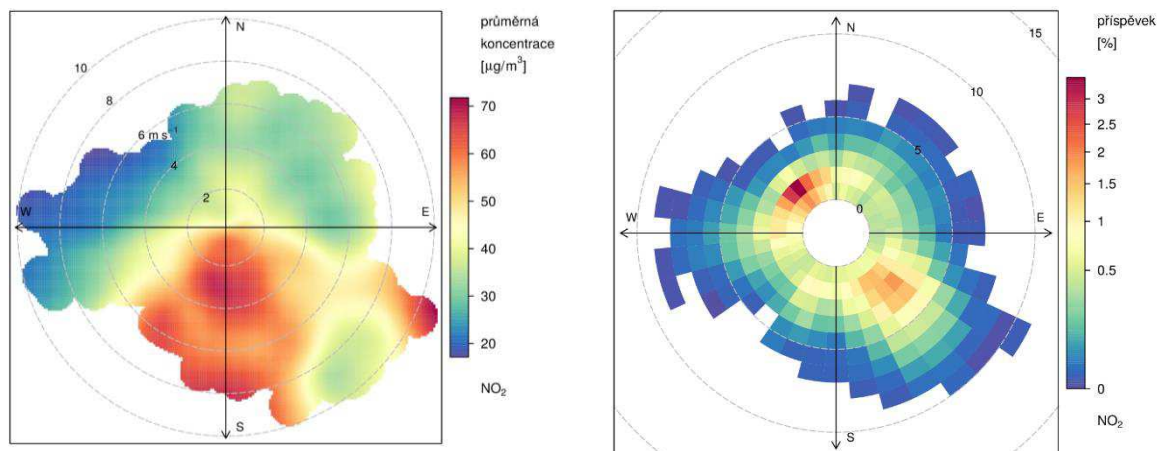 N
průměrná
koncentrace
[µg/m³]
10
8
6 m s⁻¹
4
2
W
E
S
70
60
50
40
30
20
NO₂
N
15
10
5
0
W
E
S
příspěvek
[%]
3
2.5
2
1.5
1
0.5
0
NO₂